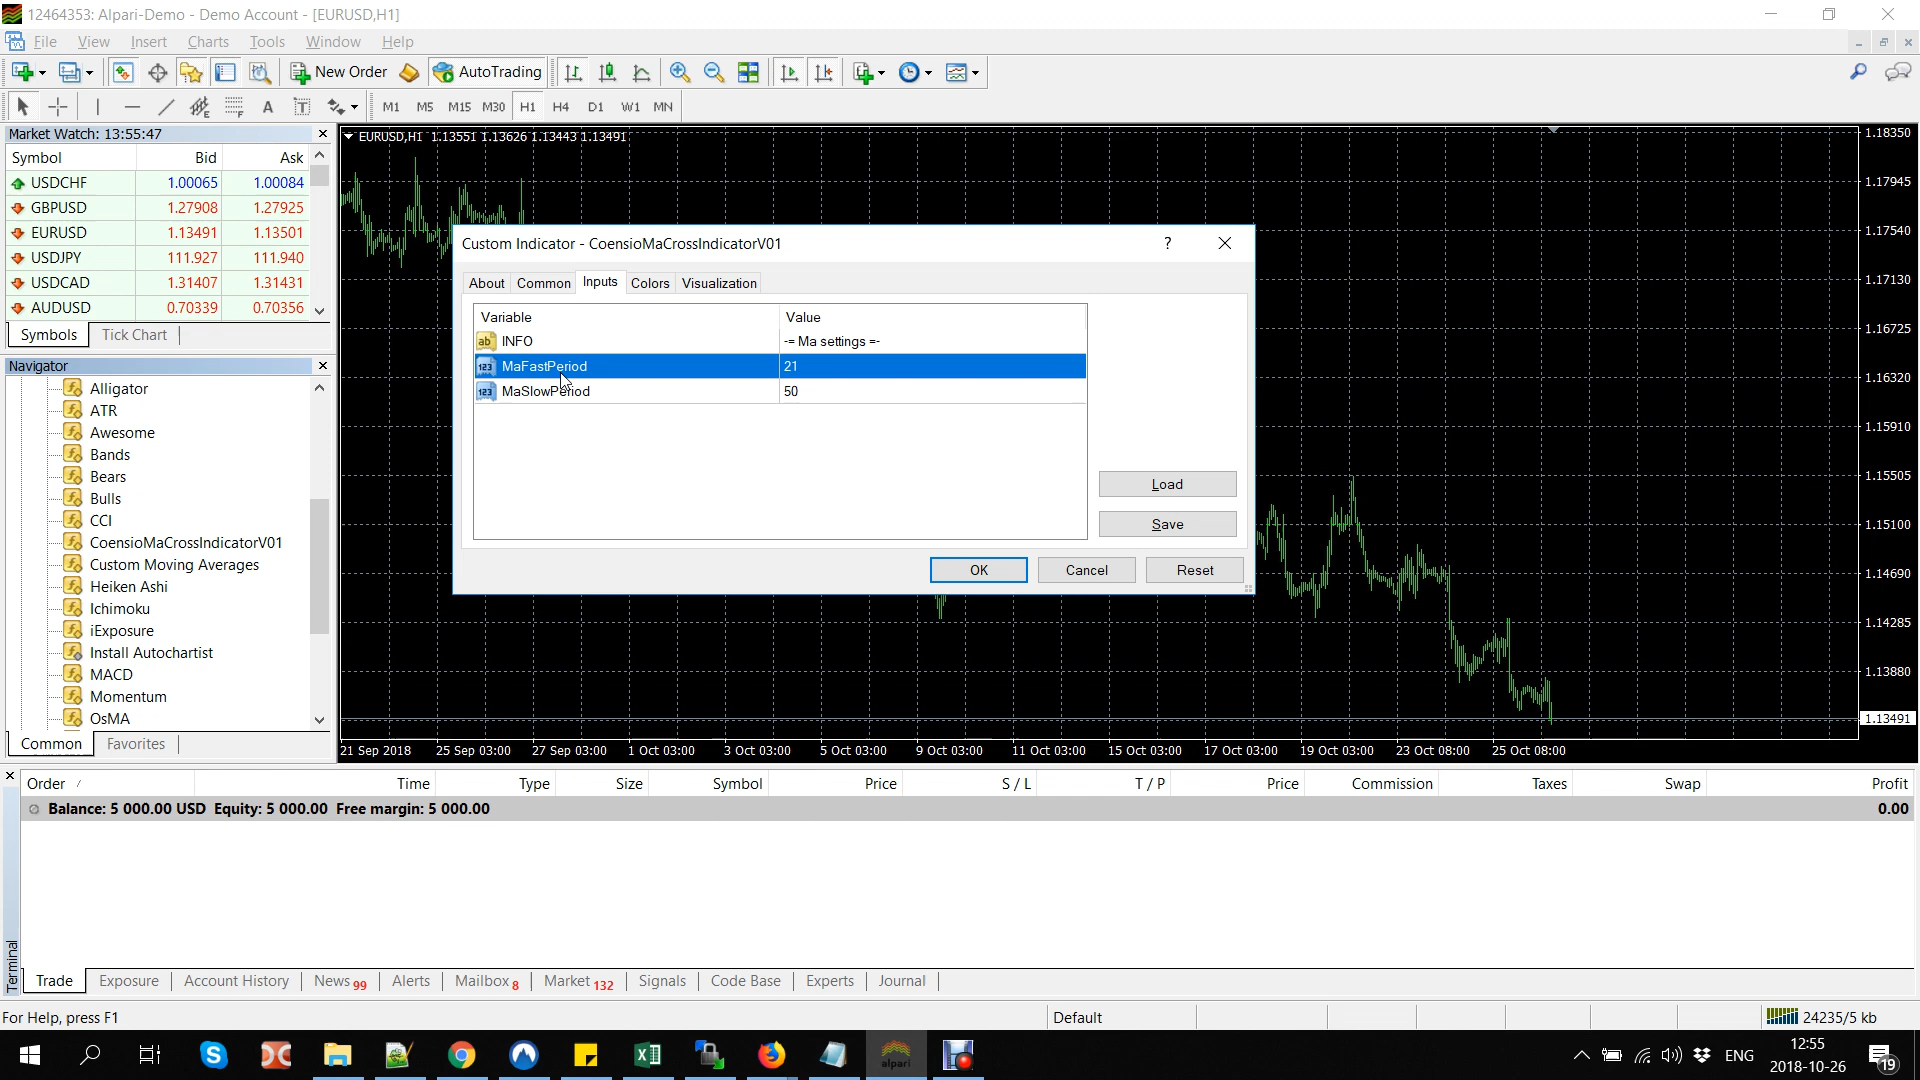 12464353: Alpari-Demo - Demo Account - [EURUSD,H1]
File View Insert Charts Tools Window Help
New Order AutoTrading
A T M1 M5 M15 M30 H1 H4 D1 W1 MN
Market Watch: 13:55:47
Symbol Bid Ask
USDCHF 1.00065 1.00084
GBPUSD 1.27908 1.27925
EURUSD 1.13491 1.13501
USDJPY 111.927 111.940
USDCAD 1.31407 1.31431
AUDUSD 0.70339 0.70356
Symbols Tick Chart
Navigator
Alligator
ATR
Awesome
Bands
Bears
Bulls
CCI
CoensioMaCrossIndicatorV01
Custom Moving Averages
Heiken Ashi
Ichimoku
iExposure
Install Autochartist
MACD
Momentum
OsMA
Common Favorites
EURUSD,H1 1.13551 1.13626 1.13443 1.13491
1.18350
1.17945
1.17540
1.17130
1.16725
1.16320
1.15910
1.15505
1.15100
1.14690
1.14285
1.13880
1.13491
21 Sep 2018 25 Sep 03:00 27 Sep 03:00 1 Oct 03:00 3 Oct 03:00 5 Oct 03:00 9 Oct 03:00 11 Oct 03:00 15 Oct 03:00 17 Oct 03:00 19 Oct 03:00 23 Oct 08:00 25 Oct 08:00
Custom Indicator - CoensioMaCrossIndicatorV01 ?
About Common Inputs Colors Visualization
Variable Value
ab INFO -= Ma settings =-
123 MaFastPeriod 21
123 MaSlowPeriod 50
Load
Save
OK Cancel Reset
Order / Time Type Size Symbol Price S / L T / P Price Commission Taxes Swap Profit
Balance: 5 000.00 USD Equity: 5 000.00 Free margin: 5 000.00 0.00
Terminal
Trade Exposure Account History News 99 Alerts Mailbox 8 Market 132 Signals Code Base Experts Journal
For Help, press F1 Default 24235/5 kb
alpari
ENG
12:55
2018-10-26
19